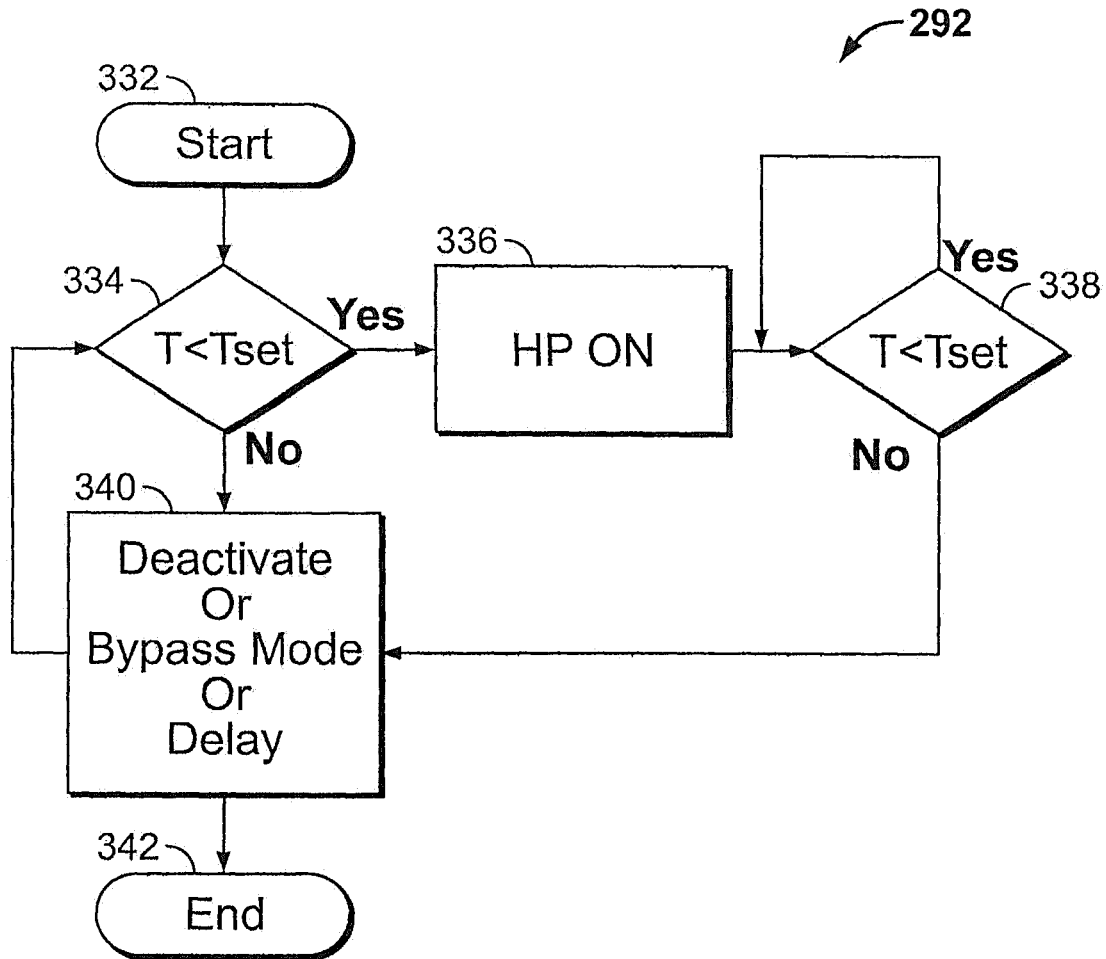 292
332
Start
334
T<Tset
Yes
336
HP ON
Yes
338
T<Tset
No
No
340
Deactivate
Or
Bypass Mode
Or
Delay
342
End